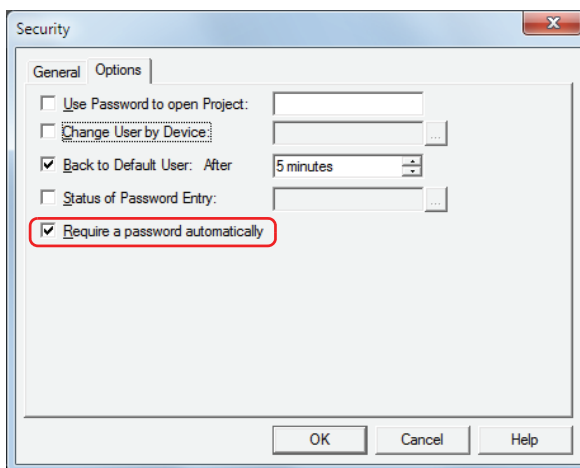 Security
General Options
Use Password to open Project:
Change User by Device: ...
Back to Default User: After 5 minutes
Status of Password Entry: ...
Require a password automatically
OK Cancel Help